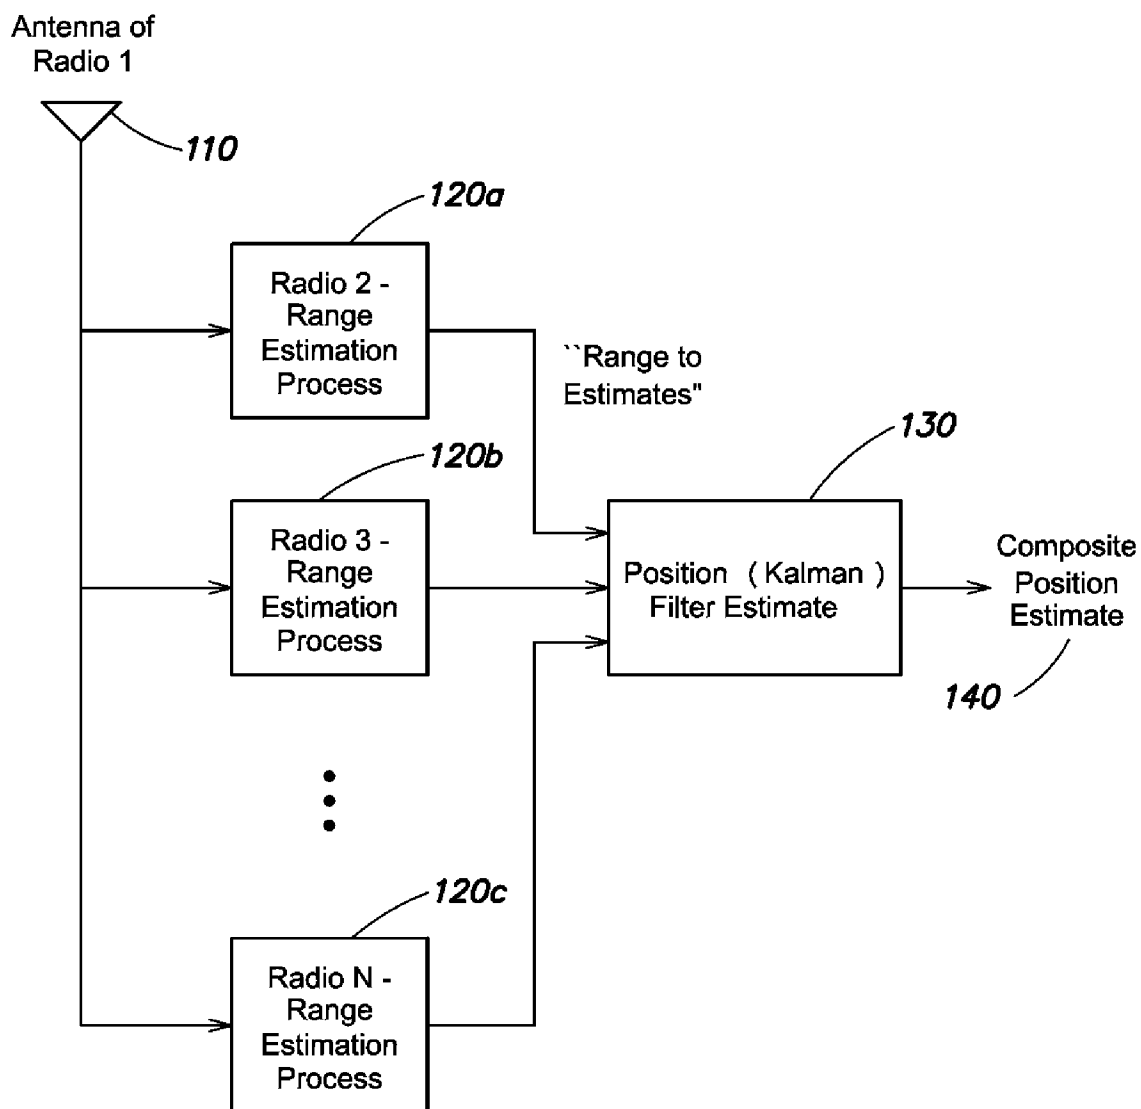 Antenna of
Radio 1
110
120a
Radio 2 -
Range
Estimation
Process
``Range to
Estimates"
120b
Radio 3 -
Range
Estimation
Process
130
Position ( Kalman )
Filter Estimate
Composite
Position
Estimate
140
120c
Radio N -
Range
Estimation
Process